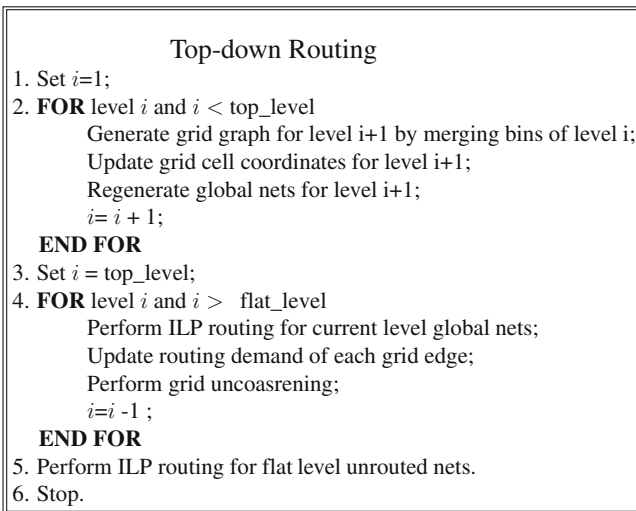 Top-down Routing
1. Set i=1;
2. FOR level i and i < top_level
Generate grid graph for level i+1 by merging bins of level i;
Update grid cell coordinates for level i+1;
Regenerate global nets for level i+1;
i= i + 1;
END FOR
3. Set i = top_level;
4. FOR level i and i > flat_level
Perform ILP routing for current level global nets;
Update routing demand of each grid edge;
Perform grid uncoasrening;
i=i -1 ;
END FOR
5. Perform ILP routing for flat level unrouted nets.
6. Stop.